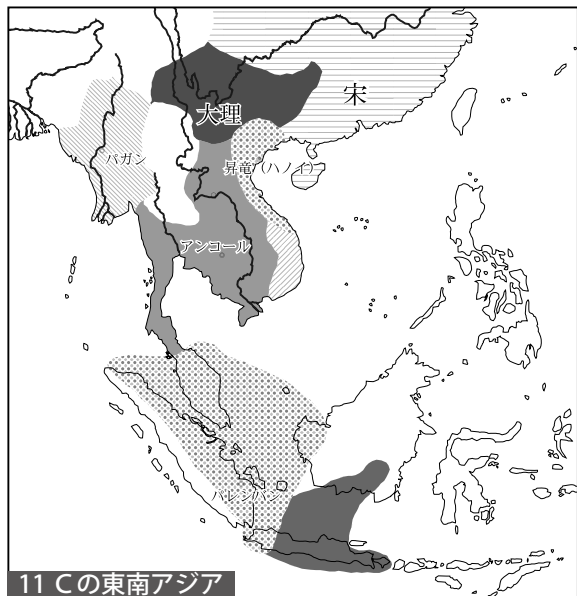 宋
大理
パガン
昇竜(ハノイ)
アンコール
パレンバン
11 Cの東南アジア